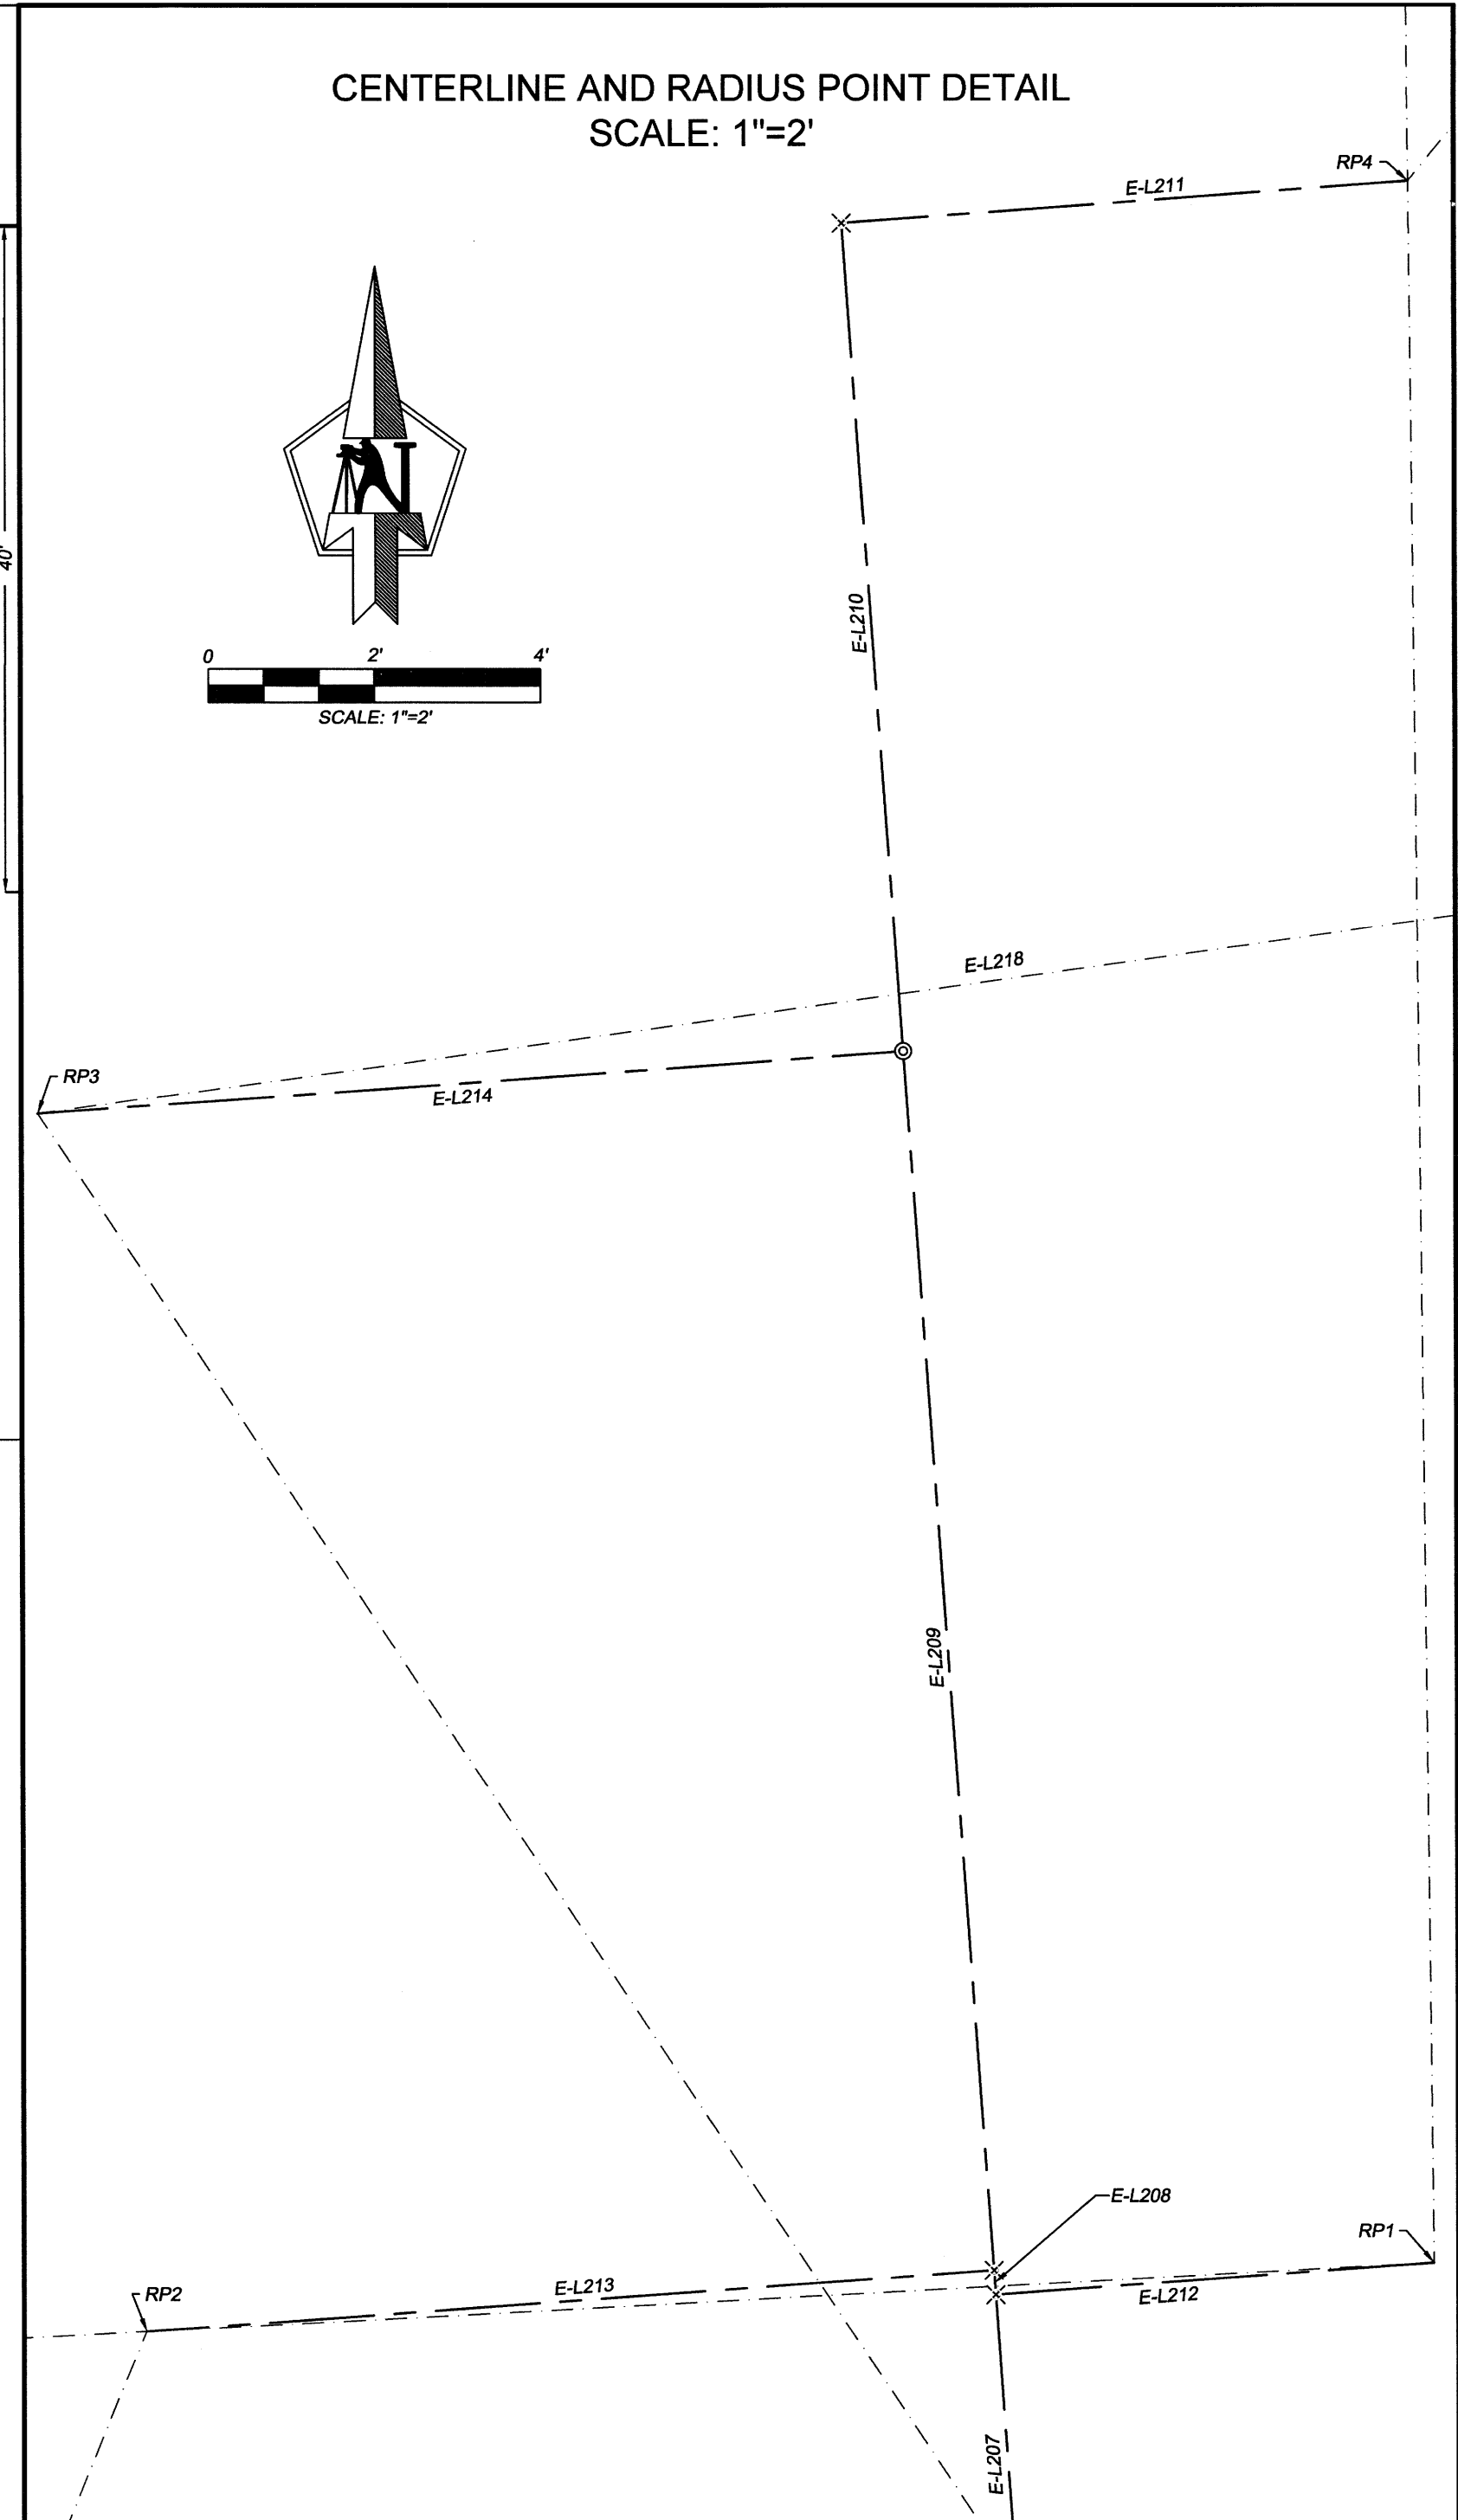 CENTERLINE AND RADIUS POINT DETAIL
SCALE: 1"=2'
RP4
E-L211
N
40'
E-L210
0 2' 4'
SCALE: 1"=2'
E-L218
RP3
E-L214
E-L209
E-L208
RP1
E-L213
RP2
E-L212
E-L207